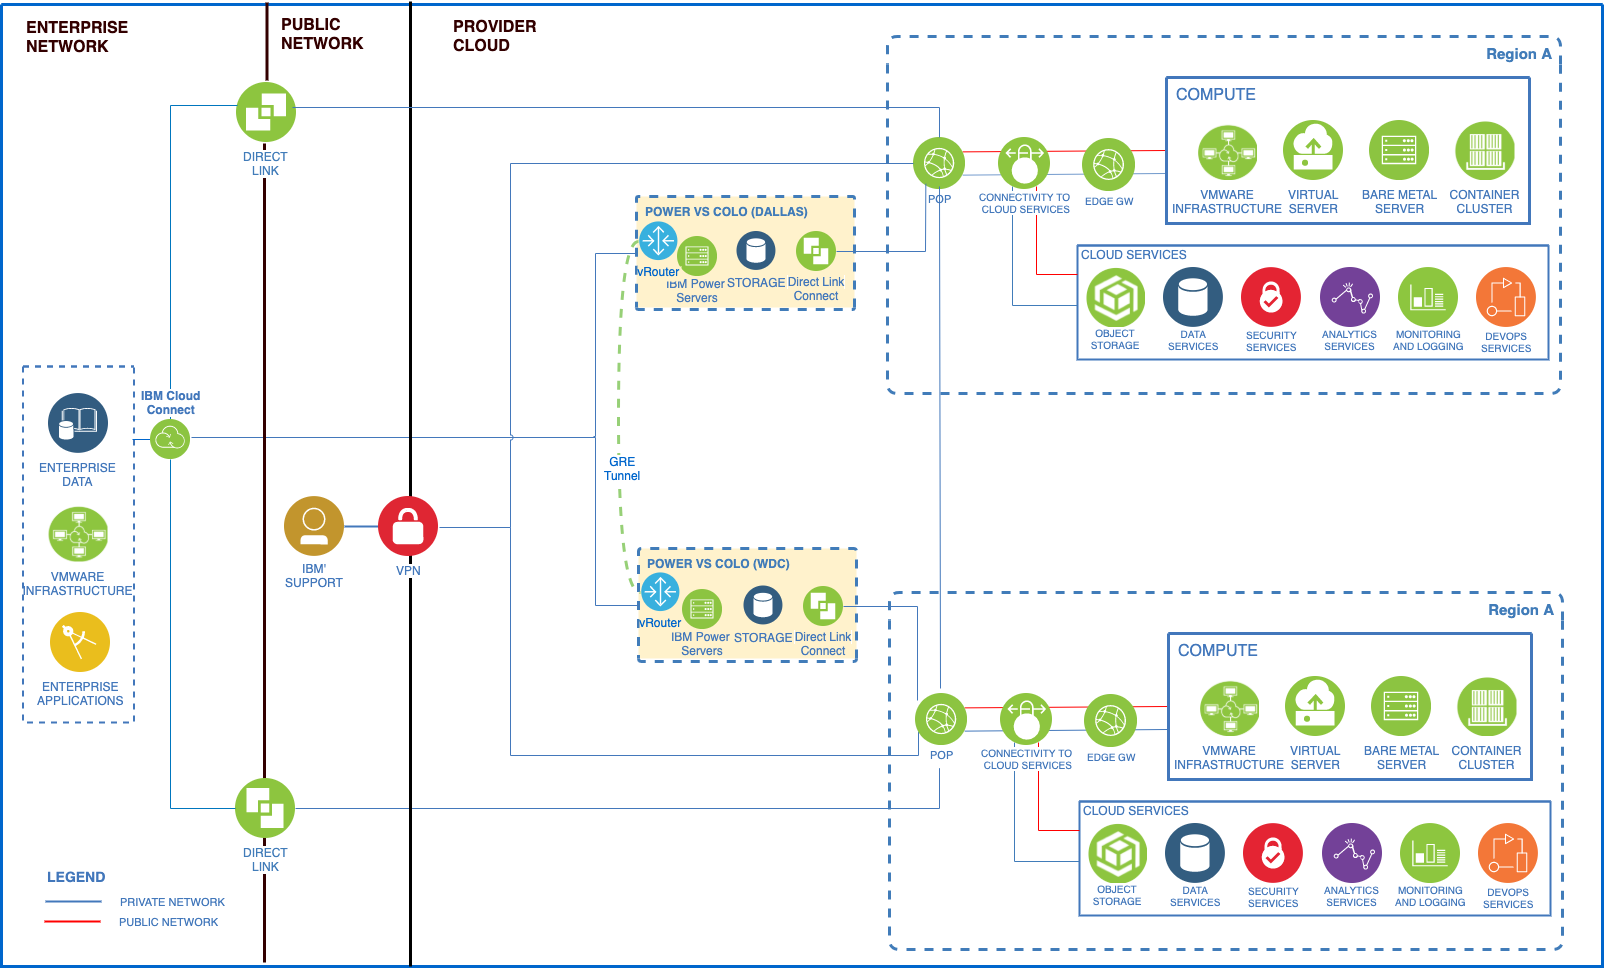 ENTERPRISE
NETWORK
PUBLIC
NETWORK
PROVIDER
CLOUD
DIRECT
LINK
IBM Cloud
Connect
ENTERPRISE
DATA
VMWARE
INFRASTRUCTURE
ENTERPRISE
APPLICATIONS
IBM'
SUPPORT
VPN
DIRECT
LINK
LEGEND
PRIVATE NETWORK
PUBLIC NETWORK
POWER VS COLO (DALLAS)
vRouter
IBM Power
Servers
STORAGE
Direct Link
Connect
GRE
Tunnel
POWER VS COLO (WDC)
vRouter
IBM Power
Servers
STORAGE
Direct Link
Connect
Region A
POP
CONNECTIVITY TO
CLOUD SERVICES
EDGE GW
COMPUTE
VMWARE
INFRASTRUCTURE
VIRTUAL
SERVER
BARE METAL
SERVER
CONTAINER
CLUSTER
CLOUD SERVICES
OBJECT
STORAGE
DATA
SERVICES
SECURITY
SERVICES
ANALYTICS
SERVICES
MONITORING
AND LOGGING
DEVOPS
SERVICES
Region A
POP
CONNECTIVITY TO
CLOUD SERVICES
EDGE GW
COMPUTE
VMWARE
INFRASTRUCTURE
VIRTUAL
SERVER
BARE METAL
SERVER
CONTAINER
CLUSTER
CLOUD SERVICES
OBJECT
STORAGE
DATA
SERVICES
SECURITY
SERVICES
ANALYTICS
SERVICES
MONITORING
AND LOGGING
DEVOPS
SERVICES